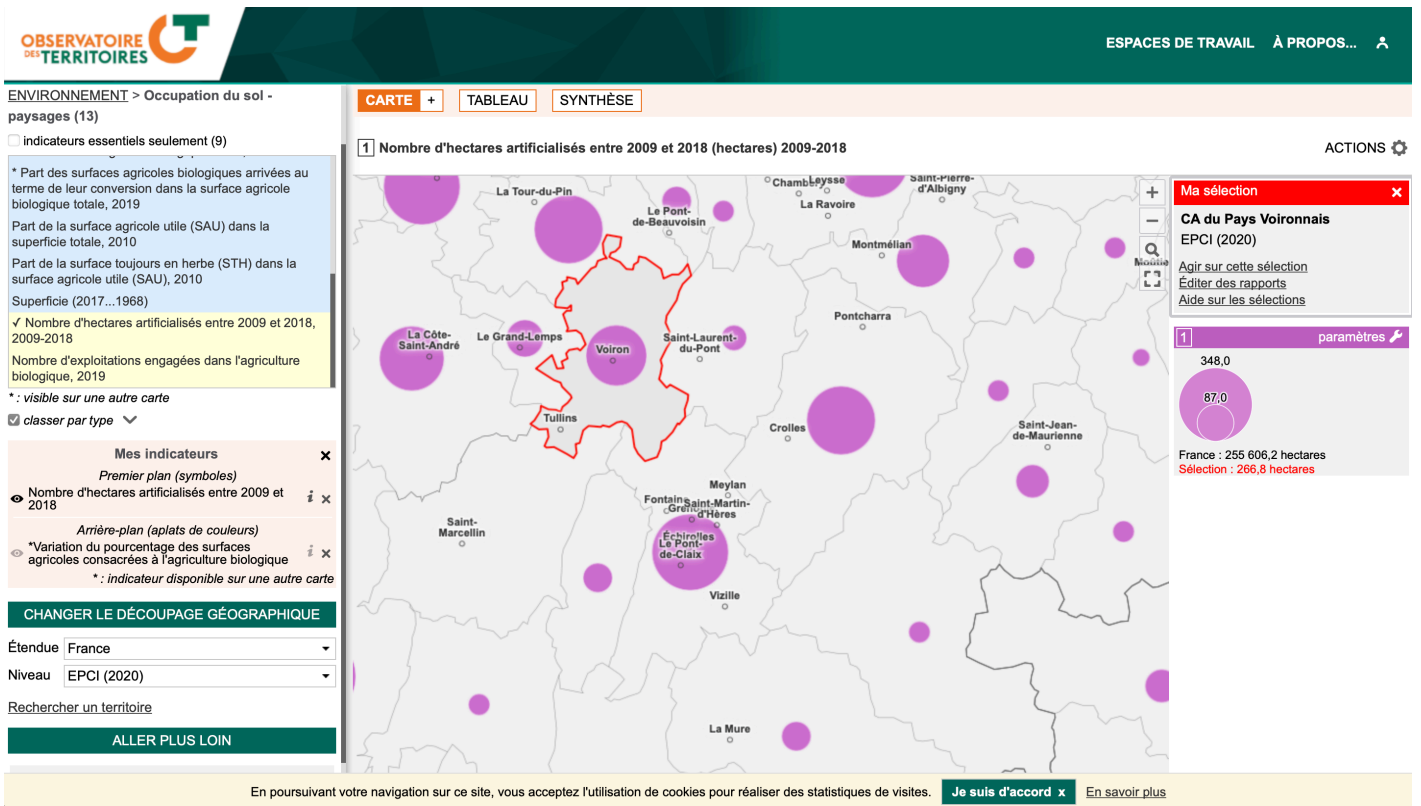 OBSERVATOIRE
DES TERRITOIRES
ESPACES DE TRAVAIL À PROPOS...
ENVIRONNEMENT > Occupation du sol -
paysages (13)
indicateurs essentiels seulement (9)
* Part des surfaces agricoles biologiques arrivées au
terme de leur conversion dans la surface agricole
biologique totale, 2019
Part de la surface agricole utile (SAU) dans la
superficie totale, 2010
Part de la surface toujours en herbe (STH) dans la
surface agricole utile (SAU), 2010
Superficie (2017...1968)
✓ Nombre d'hectares artificialisés entre 2009 et 2018,
2009-2018
Nombre d'exploitations engagées dans l'agriculture
biologique, 2019
* : visible sur une autre carte
classer par type
Mes indicateurs
Premier plan (symboles)
Nombre d'hectares artificialisés entre 2009 et
2018
i x
Arrière-plan (aplats de couleurs)
*Variation du pourcentage des surfaces
agricoles consacrées à l'agriculture biologique
i x
* : indicateur disponible sur une autre carte
CHANGER LE DÉCOUPAGE GÉOGRAPHIQUE
Étendue France
Niveau EPCI (2020)
Rechercher un territoire
ALLER PLUS LOIN
CARTE + TABLEAU SYNTHÈSE
1 Nombre d'hectares artificialisés entre 2009 et 2018 (hectares) 2009-2018
ACTIONS
La Tour-du-Pin
Le Pont-
de-Beauvoisin
La Ravoire
Saint-Pierre-
d'Albigny
Montmélian
La Côte-
Saint-André
Le Grand-Lemps
Voiron
Saint-Laurent-
du-Pont
Pontcharra
Tullins
Crolles
Saint-Jean-
de-Maurienne
Meylan
Saint-Martin-
d'Hères
Saint-
Marcellin
Échirolles
Le Pont-
de-Claix
Vizille
La Mure
+
−
Ma sélection x
CA du Pays Voironnais
EPCI (2020)
Agir sur cette sélection
Éditer des rapports
Aide sur les sélections
1 paramètres
348,0
87,0
France : 255 606,2 hectares
Sélection : 266,8 hectares
En poursuivant votre navigation sur ce site, vous acceptez l'utilisation de cookies pour réaliser des statistiques de visites. Je suis d'accord x En savoir plus